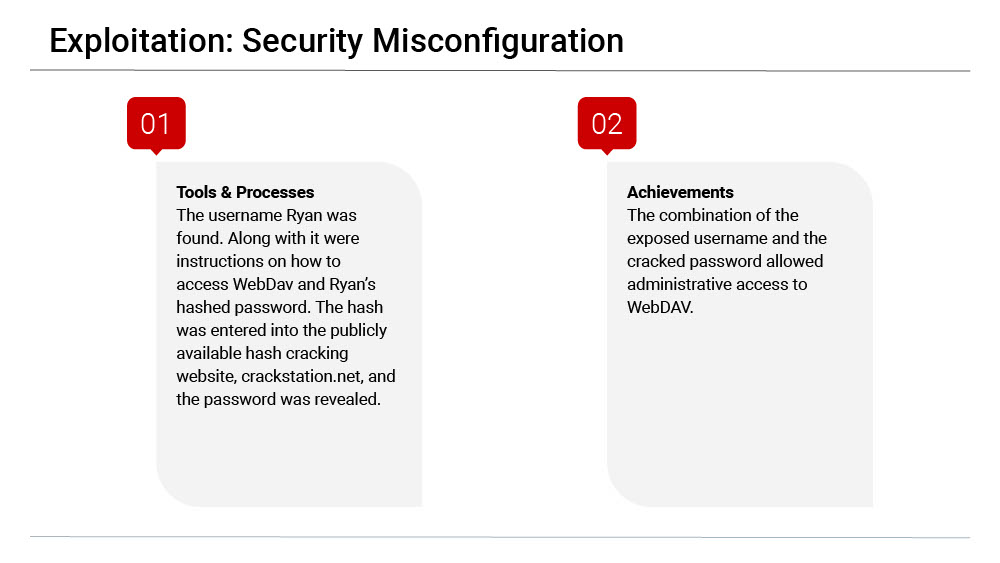 Exploitation: Security Misconfiguration
01
Tools & Processes
The username Ryan was
found. Along with it were
instructions on how to
access WebDav and Ryan’s
hashed password. The hash
was entered into the publicly
available hash cracking
website, crackstation.net, and
the password was revealed.
02
Achievements
The combination of the
exposed username and the
cracked password allowed
administrative access to
WebDAV.